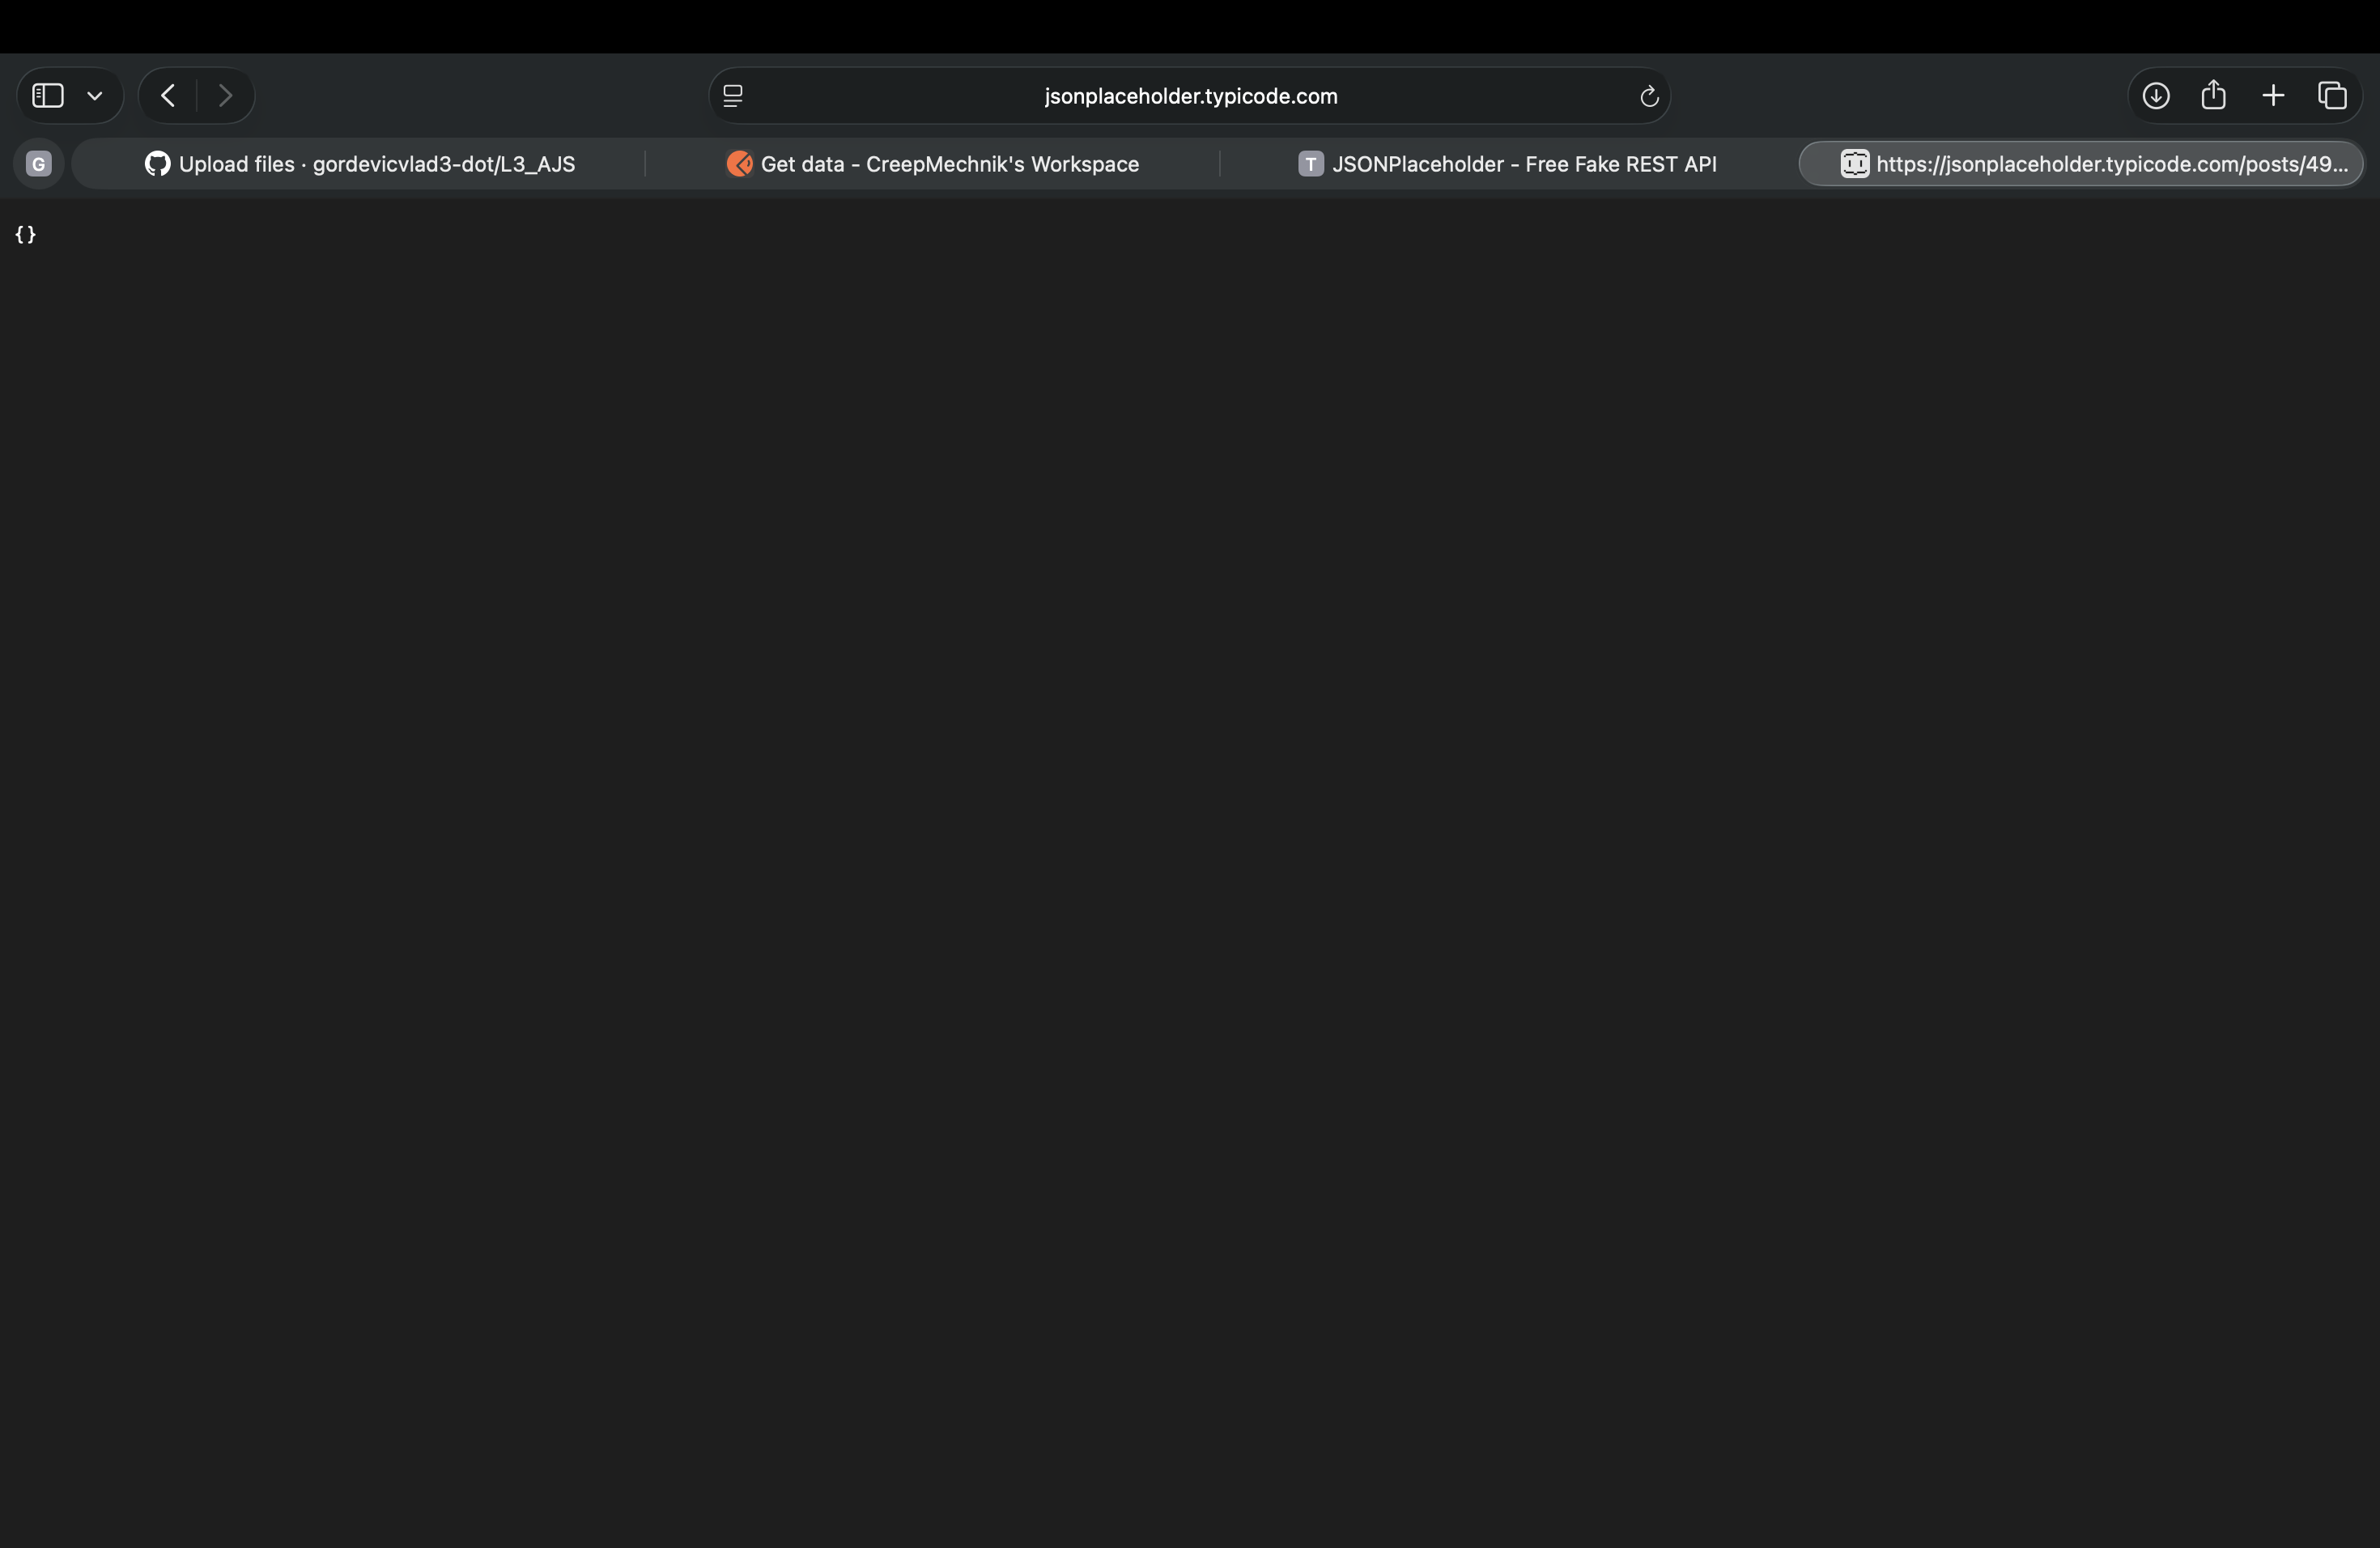 jsonplaceholder.typicode.com
G
Upload files · gordevicvlad3-dot/L3_AJS
Get data - CreepMechnik's Workspace
T
JSONPlaceholder - Free Fake REST API
https://jsonplaceholder.typicode.com/posts/49...
{}